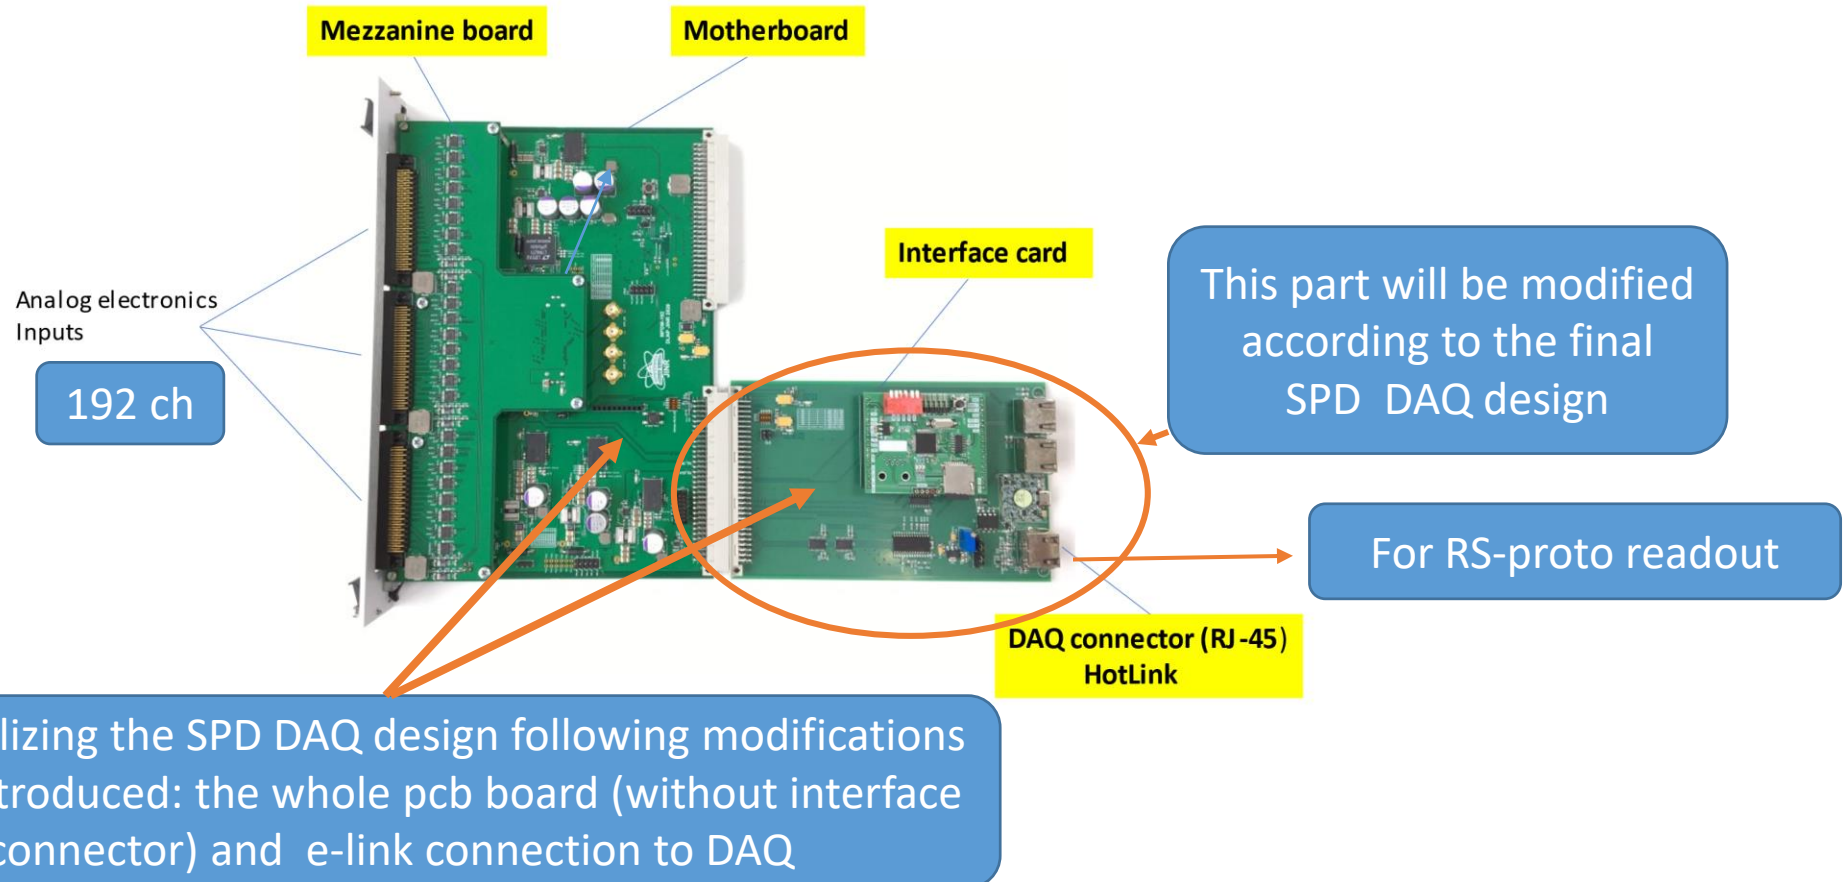 Mezzanine board
Motherboard
Interface card
Analog electronics
Inputs
192 ch
This part will be modified
according to the final
SPD DAQ design
For RS-proto readout
DAQ connector (RJ-45)
HotLink
lizing the SPD DAQ design following modifications
troduced: the whole pcb board (without interface
connector) and e-link connection to DAQ